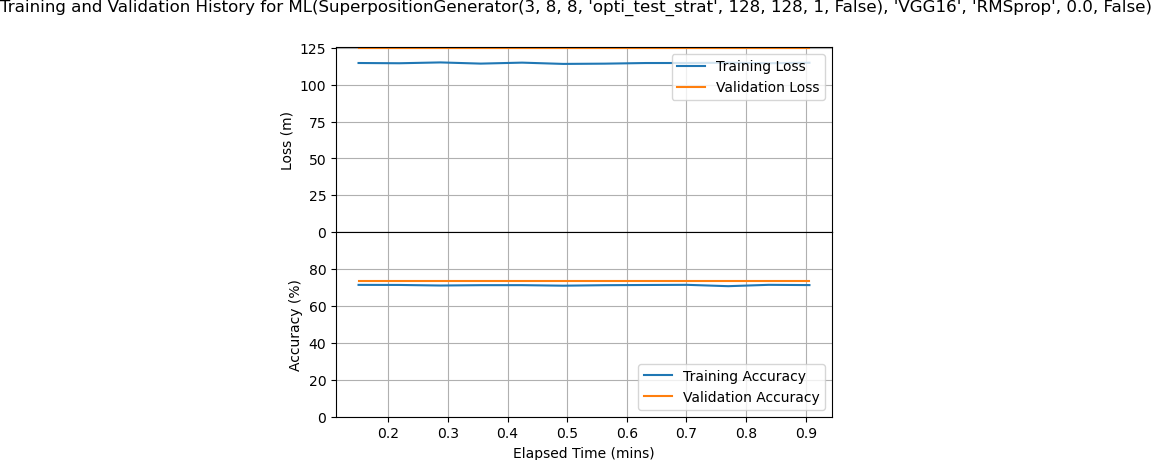 Training and Validation History for ML(SuperpositionGenerator(3, 8, 8, 'opti_test_strat', 128, 128, 1, False), 'VGG16', 'RMSprop', 0.0, False)
125
100
75
50
25
0
Loss (m)
Training Loss
Validation Loss
80
60
40
20
0
Accuracy (%)
Training Accuracy
Validation Accuracy
0.2 0.3 0.4 0.5 0.6 0.7 0.8 0.9
Elapsed Time (mins)